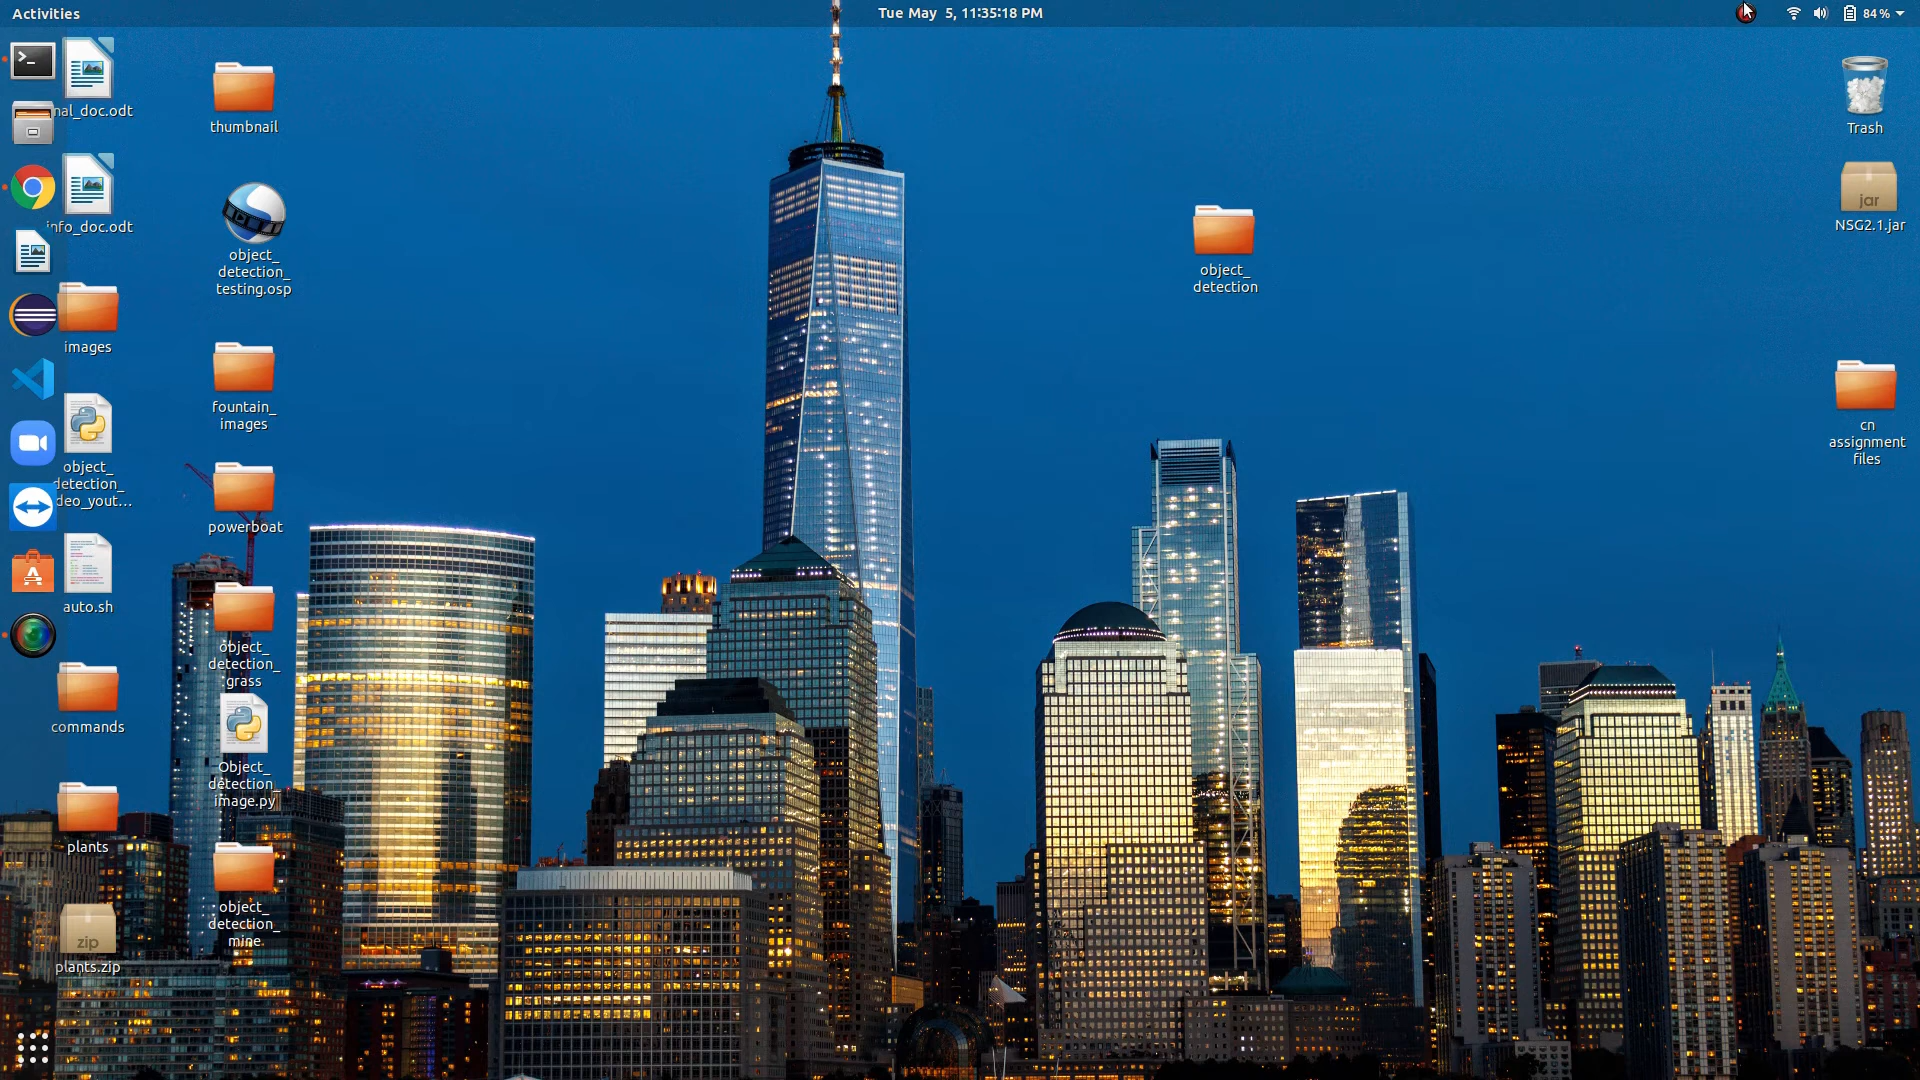 Activities
Tue May 5, 11:35:18 PM
84 %
nal_doc.odt
info_doc.odt
images
object_
detection_
deo_yout...
auto.sh
commands
plants
zip
plants.zip
thumbnail
object_
detection_
testing.osp
fountain_
images
powerboat
object_
detection_
grass
Object_
detection_
image.py
object_
detection_
mine
object_
detection
Trash
jar
NSG2.1.jar
cn
assignment
files